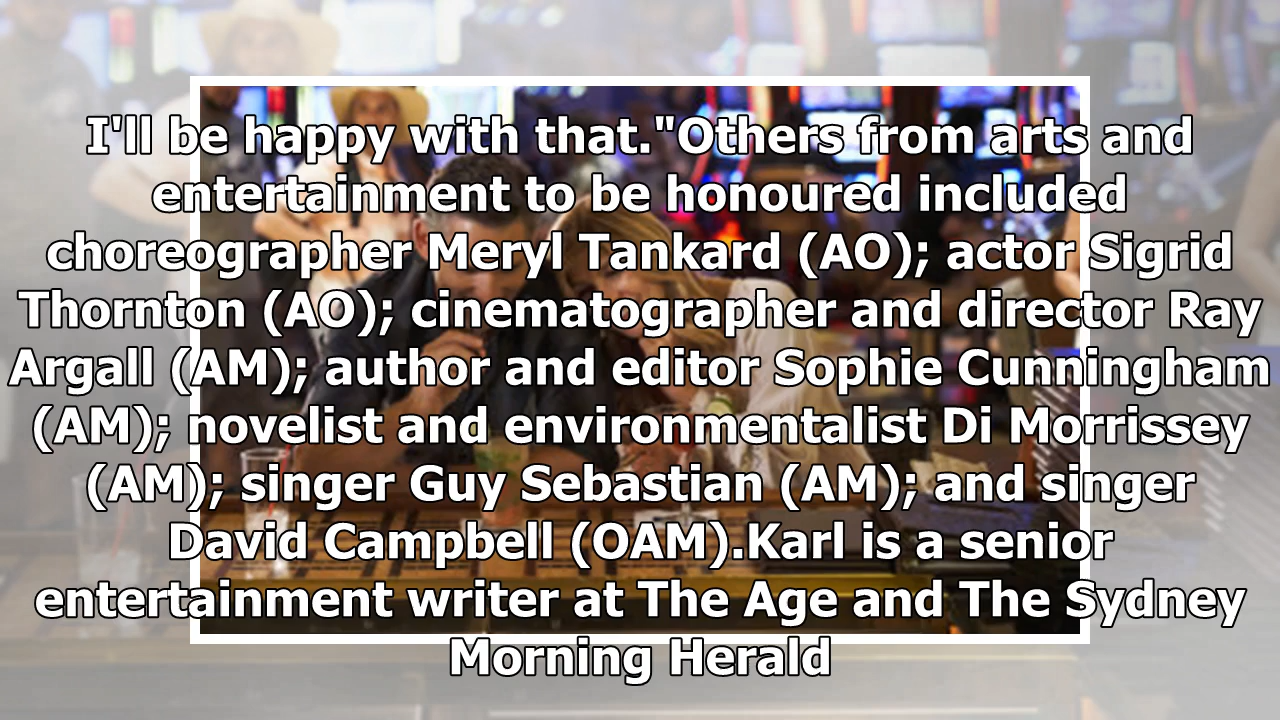 I'll be happy with that."Others from arts and
entertainment to be honoured included
choreographer Meryl Tankard (AO); actor Sigrid
Thornton (AO); cinematographer and director Ray
Argall (AM); author and editor Sophie Cunningham
(AM); novelist and environmentalist Di Morrissey
(AM); singer Guy Sebastian (AM); and singer
David Campbell (OAM).Karl is a senior
entertainment writer at The Age and The Sydney
Morning Herald